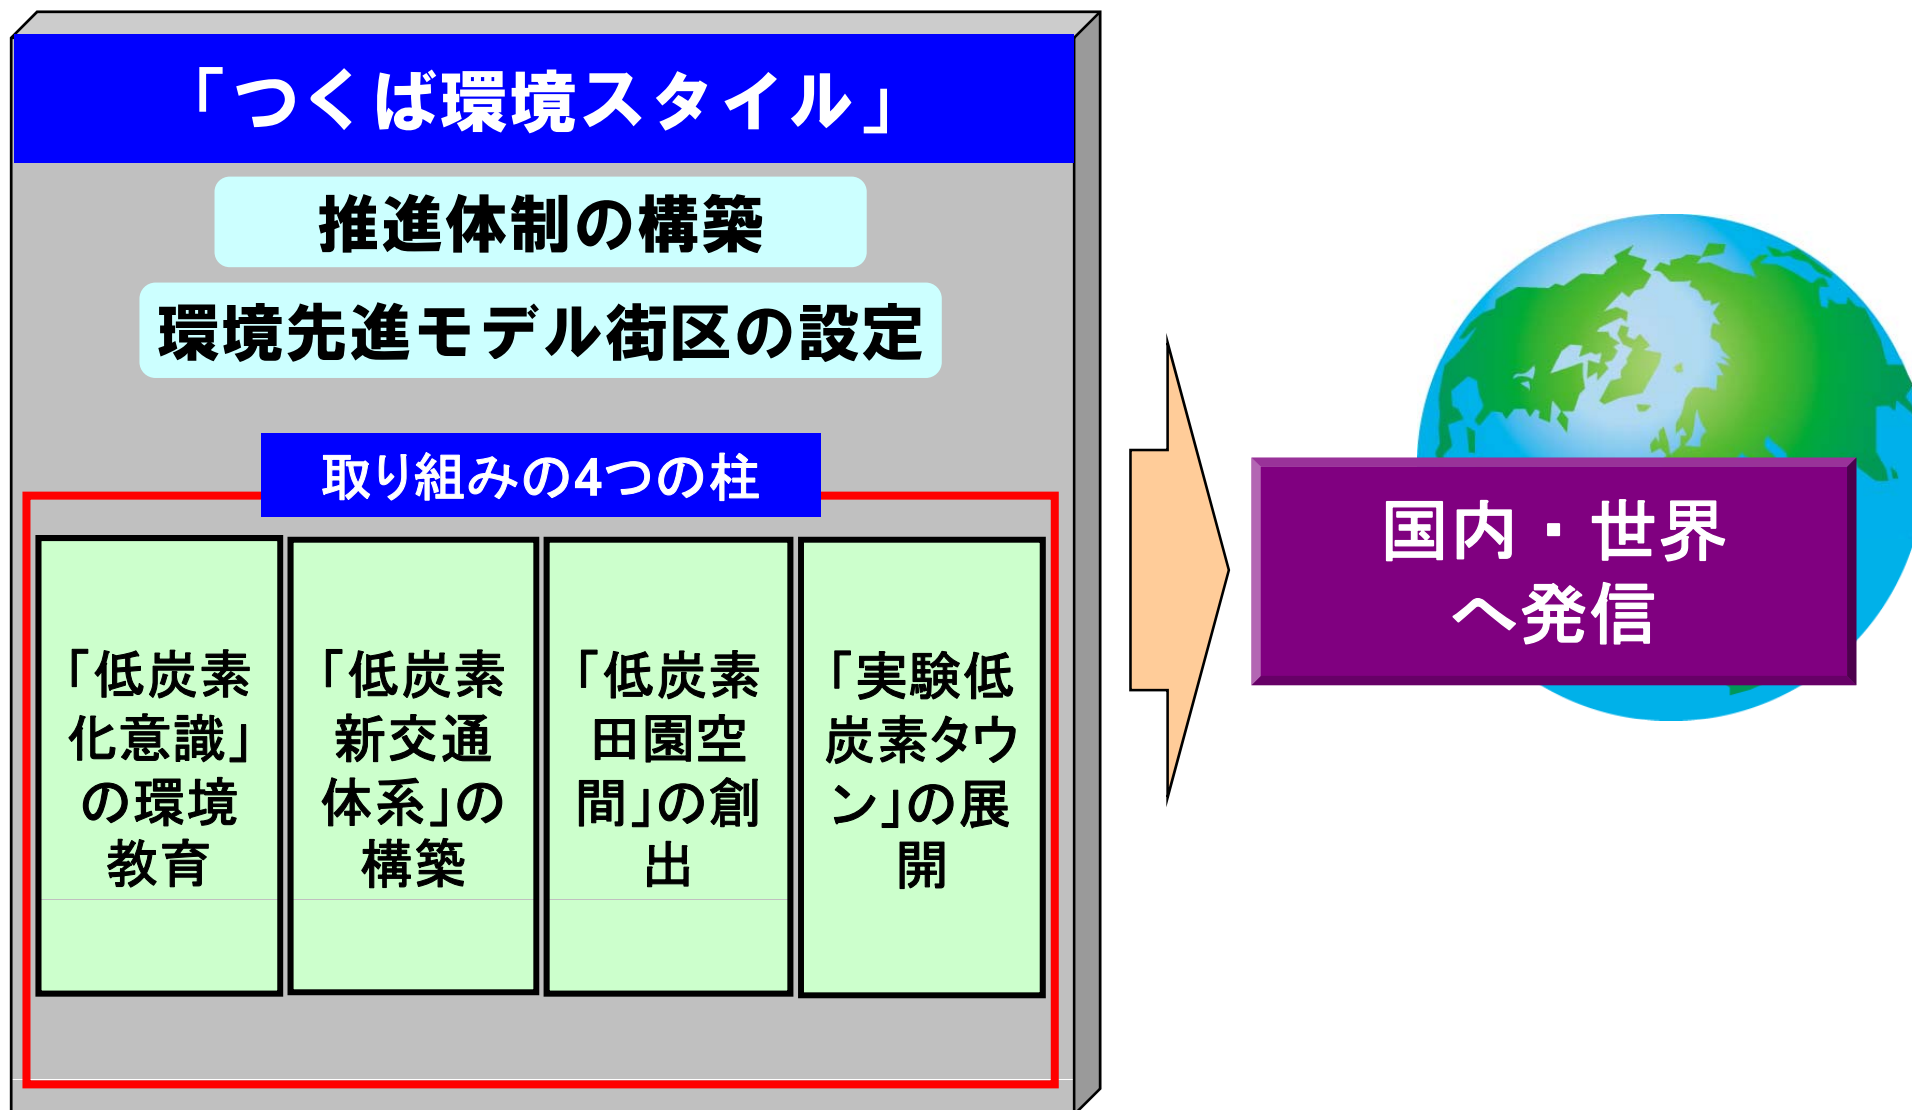 「つくば環境スタイル」
推進体制の構築
環境先進モデル街区の設定
取り組みの4つの柱
「低炭素
化意識」
の環境
教育
「低炭素
新交通
体系」の
構築
「低炭素
田園空
間」の創
出
「実験低
炭素タウ
ン」の展
開
国内・世界
へ発信